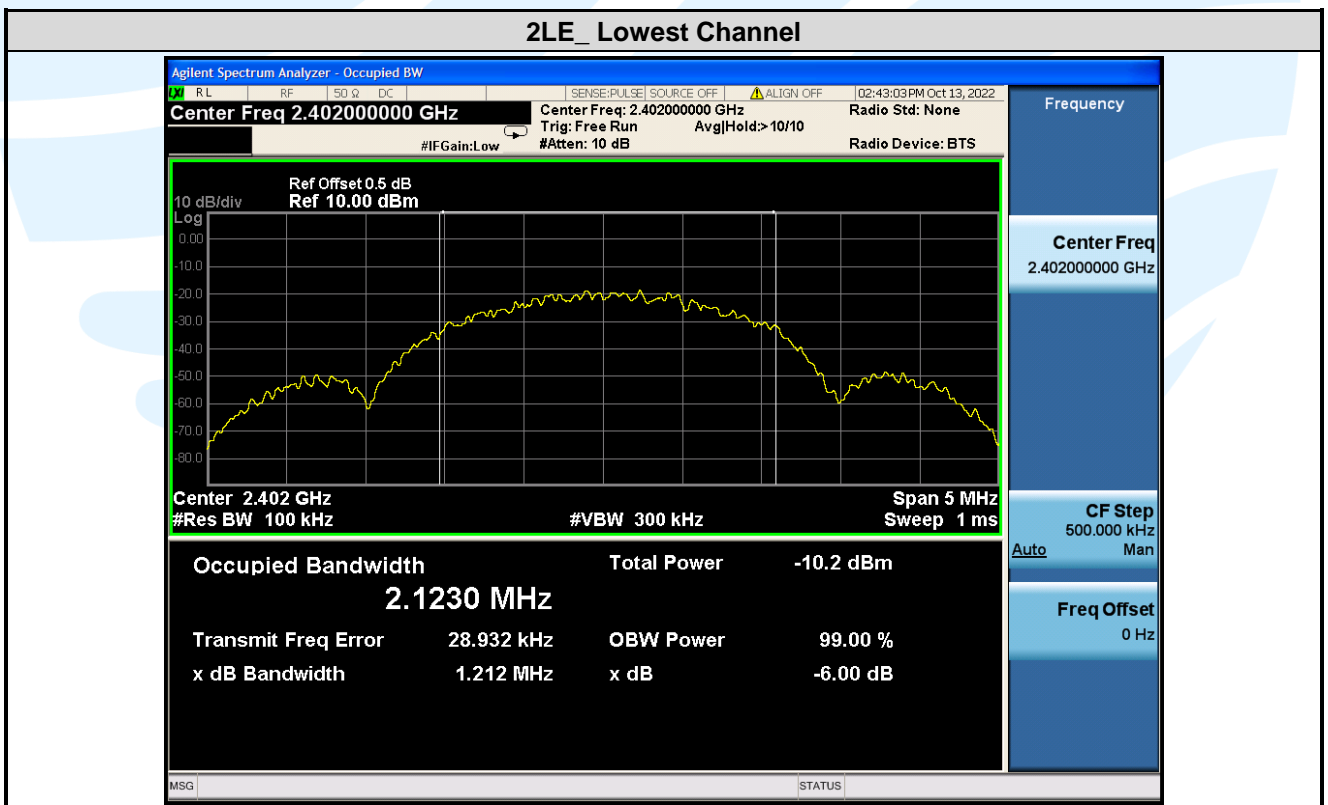 2LE_ Lowest Channel
Agilent Spectrum Analyzer - Occupied BW
LXI RL RF 50 Ω DC SENSE:PULSE SOURCE OFF ALIGN OFF 02:43:03 PM Oct 13, 2022
Center Freq 2.402000000 GHz
Center Freq: 2.402000000 GHz Radio Std: None
Trig: Free Run Avg|Hold:> 10/10
#IFGain:Low #Atten: 10 dB Radio Device: BTS
Frequency
Ref Offset 0.5 dB
10 dB/div Ref 10.00 dBm
Log
0.00
-10.0
-20.0
-30.0
-40.0
-50.0
-60.0
-70.0
-80.0
Center 2.402 GHz Span 5 MHz
#Res BW 100 kHz #VBW 300 kHz Sweep 1 ms
Center Freq
2.402000000 GHz
CF Step
500.000 kHz
Auto Man
Freq Offset
0 Hz
Occupied Bandwidth Total Power -10.2 dBm
2.1230 MHz
Transmit Freq Error 28.932 kHz OBW Power 99.00 %
x dB Bandwidth 1.212 MHz x dB -6.00 dB
MSG STATUS